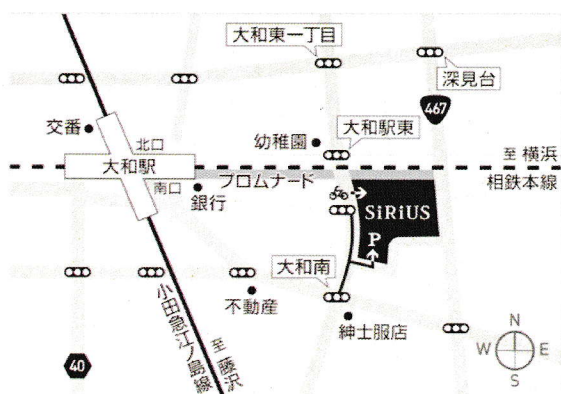 大和東一丁目
深見台
467
交番
北口
幼稚園
大和駅東
大和駅
至 横浜
南口
プロムナード
相鉄本線
銀行
SiRiUS
P
大和南
不動産
紳士服店
小田急江ノ島線
至 藤沢
40
N
W
E
S